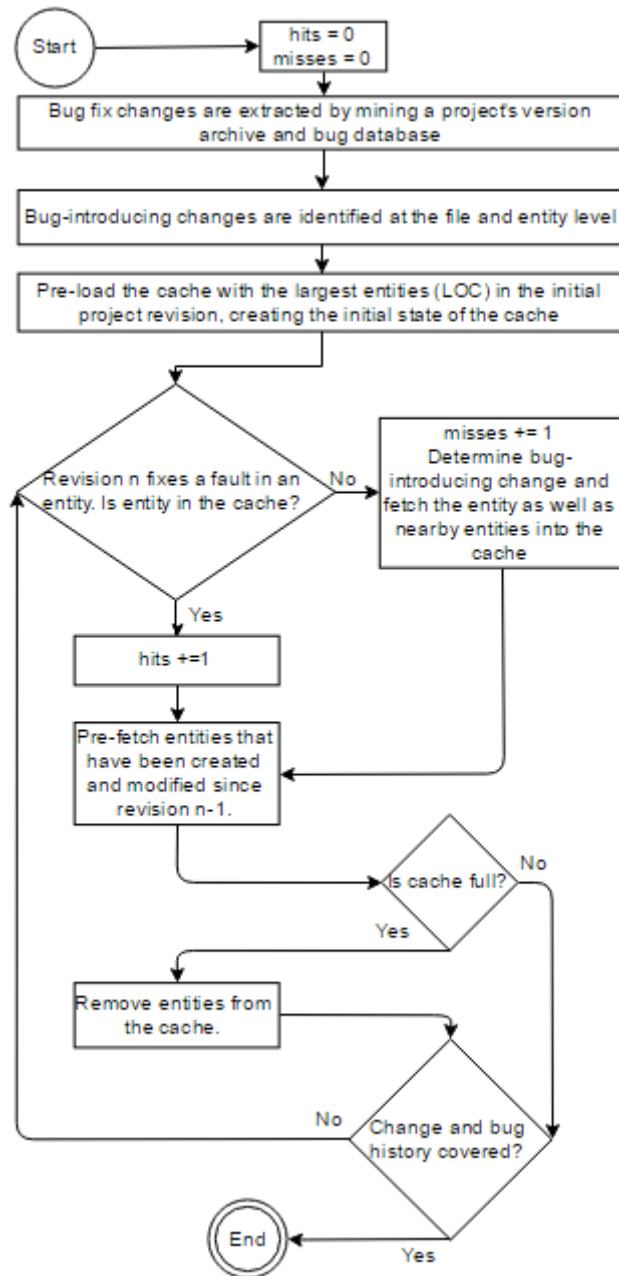 Start
hits = 0
misses = 0
Bug fix changes are extracted by mining a project's version
archive and bug database
Bug-introducing changes are identified at the file and entity level
Pre-load the cache with the largest entities (LOC) in the initial
project revision, creating the initial state of the cache
Revision n fixes a fault in an
entity. Is entity in the cache?
No
misses += 1
Determine bug-
introducing change and
fetch the entity as well as
nearby entities into the
cache
Yes
hits +=1
Pre-fetch entities that
have been created
and modified since
revision n-1.
Is cache full?
No
Yes
Remove entities from
the cache.
No
Change and bug
history covered?
End
Yes